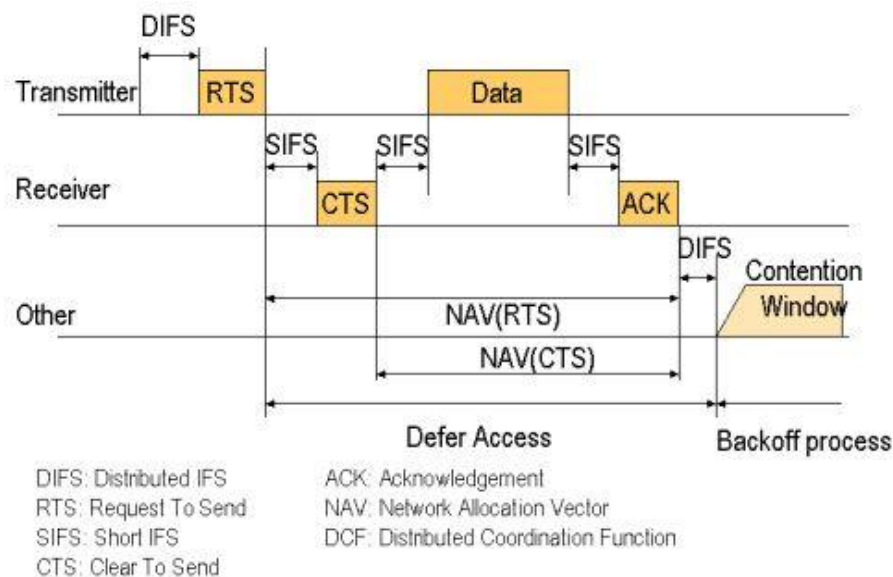 DIFS
Transmitter
RTS
Data
SIFS
SIFS
SIFS
Receiver
CTS
ACK
DIFS
Contention
Window
Other
NAV(RTS)
NAV(CTS)
Defer Access
Backoff process
DIFS: Distributed IFS
RTS: Request To Send
SIFS: Short IFS
CTS: Clear To Send
ACK: Acknowledgement
NAV: Network Allocation Vector
DCF: Distributed Coordination Function